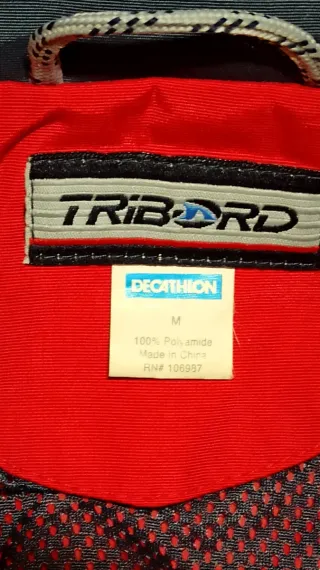 TRIBORD
DECATHLON
M
100% Polyamide
Made in China
RN# 106987